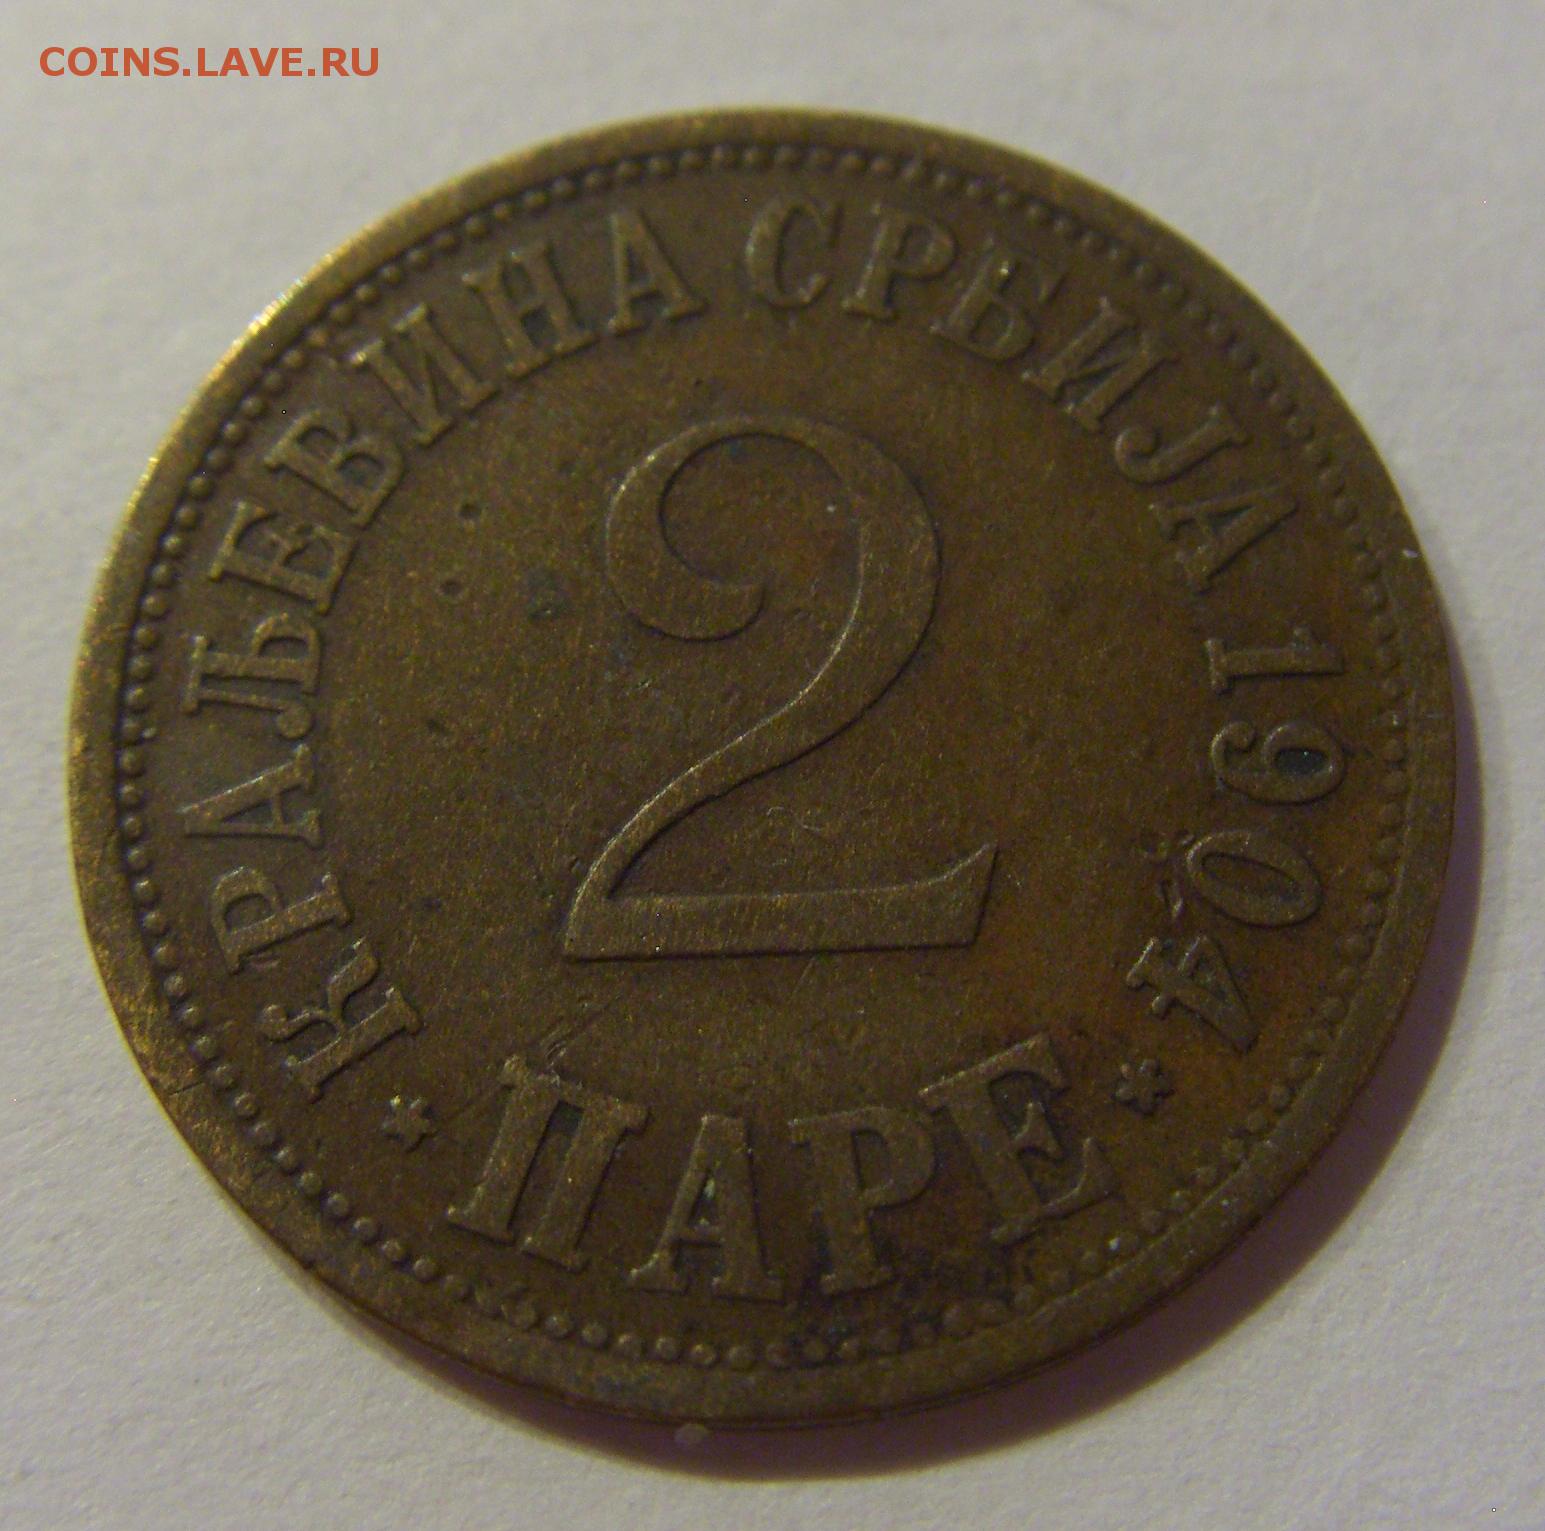 COINS.LAVE.RU
КРАЉЕВИНА СРБИЈА 1904
2
ПАРЕ